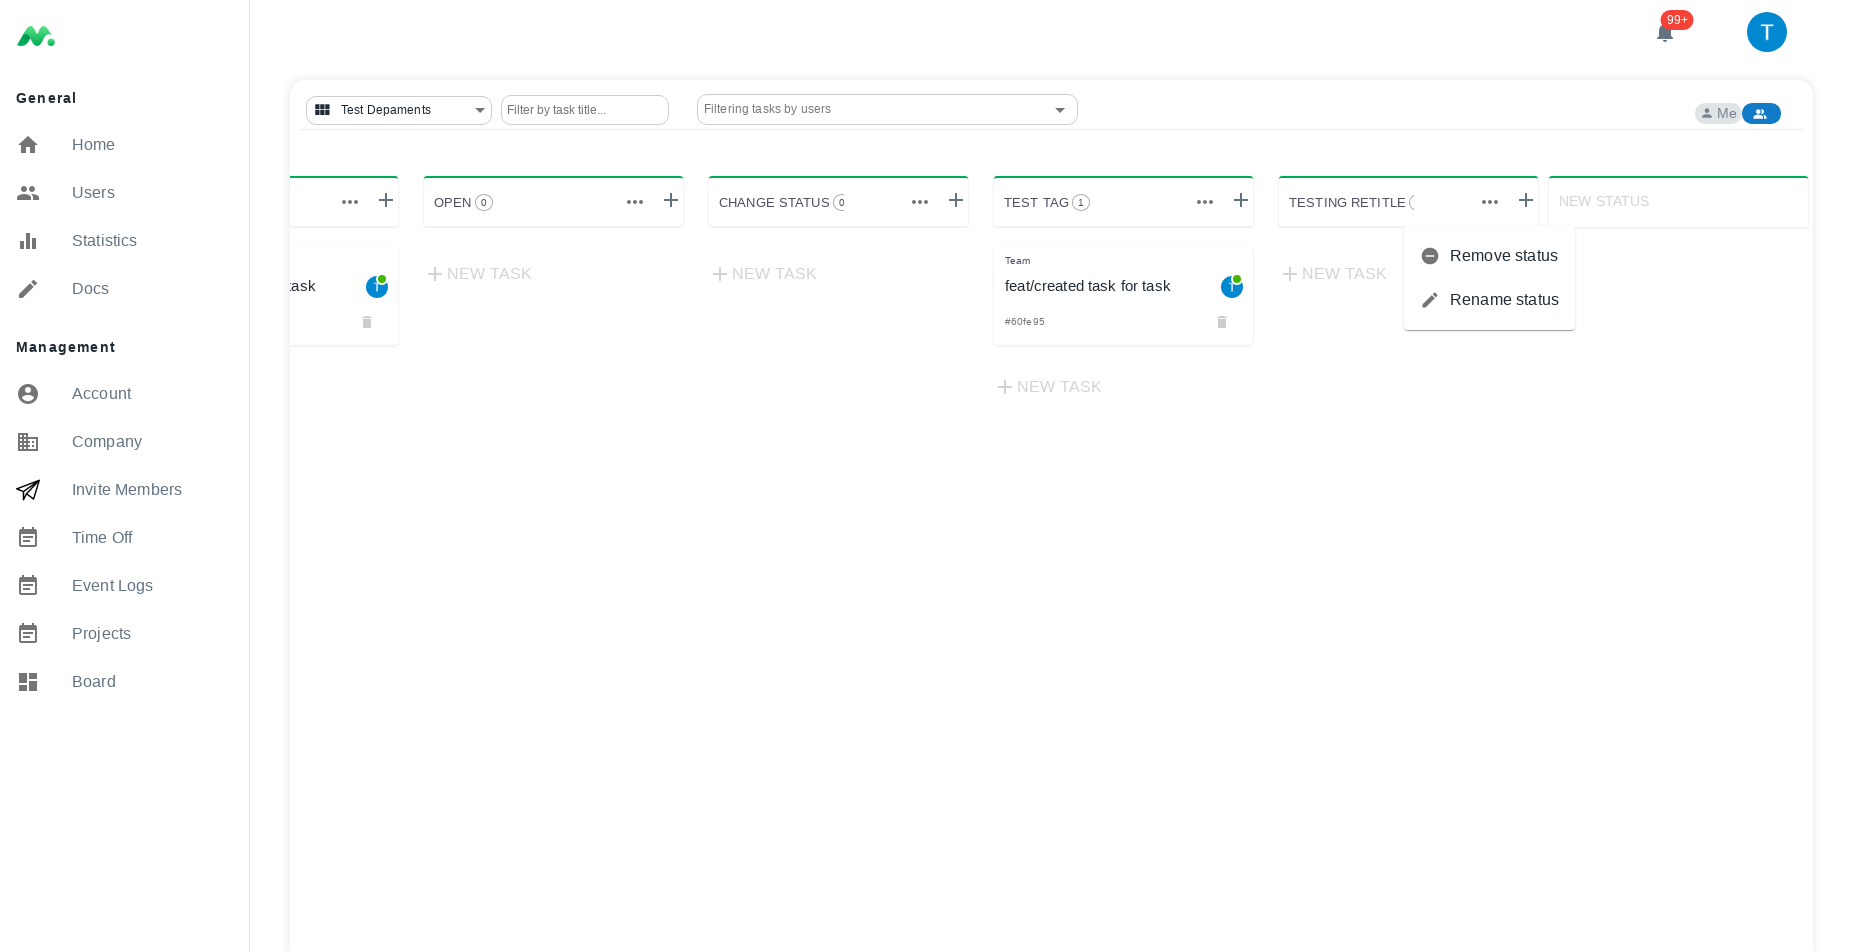 99+
T
General
Home
Users
Statistics
Docs
Management
Account
Company
Invite Members
Time Off
Event Logs
Projects
Board
Test Depaments
Filter by task title...
Filtering tasks by users
Me
OPEN 0
CHANGE STATUS 0
TEST TAG 1
TESTING RETITLE
NEW STATUS
task
T
NEW TASK
NEW TASK
Team
feat/created task for task
T
#60fe95
NEW TASK
NEW TASK
Remove status
Rename status